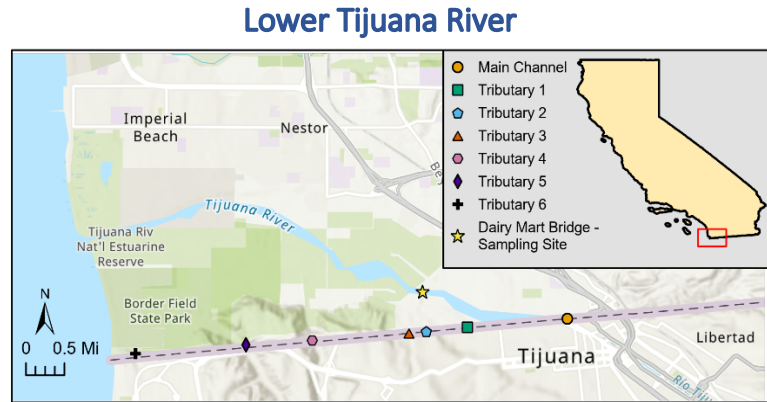 Lower Tijuana River
Imperial
Beach
Nestor
Tijuana River
Tijuana Riv
Nat'l Estuarine
Reserve
Border Field
State Park
N
0 0.5 Mi
Tijuana
Libertad
Main Channel
Tributary 1
Tributary 2
Tributary 3
Tributary 4
Tributary 5
Tributary 6
Dairy Mart Bridge -
Sampling Site